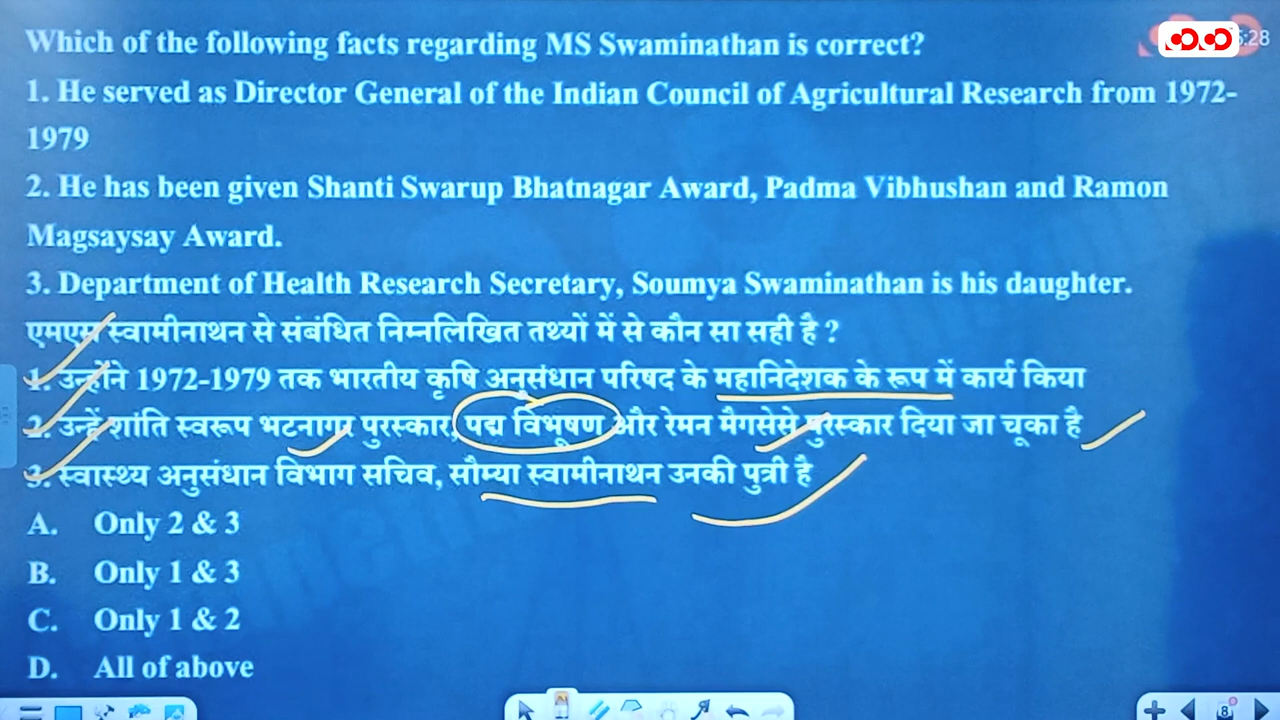 Which of the following facts regarding MS Swaminathan is correct?
5:28
1. He served as Director General of the Indian Council of Agricultural Research from 1972-
1979
2. He has been given Shanti Swarup Bhatnagar Award, Padma Vibhushan and Ramon
Magsaysay Award.
3. Department of Health Research Secretary, Soumya Swaminathan is his daughter.
एमएस स्वामीनाथन से संबंधित निम्नलिखित तथ्यों में से कौन सा सही है ?
1. उन्होंने 1972-1979 तक भारतीय कृषि अनुसंधान परिषद के महानिदेशक के रूप में कार्य किया
2. उन्हें शांति स्वरूप भटनागर पुरस्कार, पद्म विभूषण और रेमन मैगसेसे पुरस्कार दिया जा चूका है
3. स्वास्थ्य अनुसंधान विभाग सचिव, सौम्या स्वामीनाथन उनकी पुत्री है
A. Only 2 & 3
B. Only 1 & 3
C. Only 1 & 2
D. All of above
8